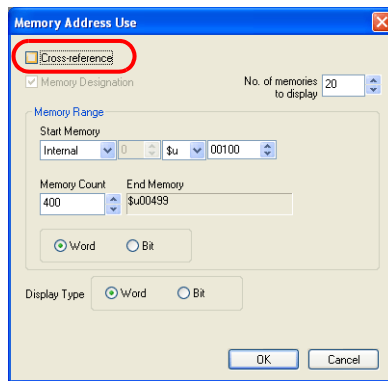 Memory Address Use
Cross-reference
Memory Designation
No. of memories to display
20
Memory Range
Start Memory
Internal 0 $u 00100
Memory Count End Memory
400 $u00499
Word Bit
Display Type Word Bit
OK Cancel